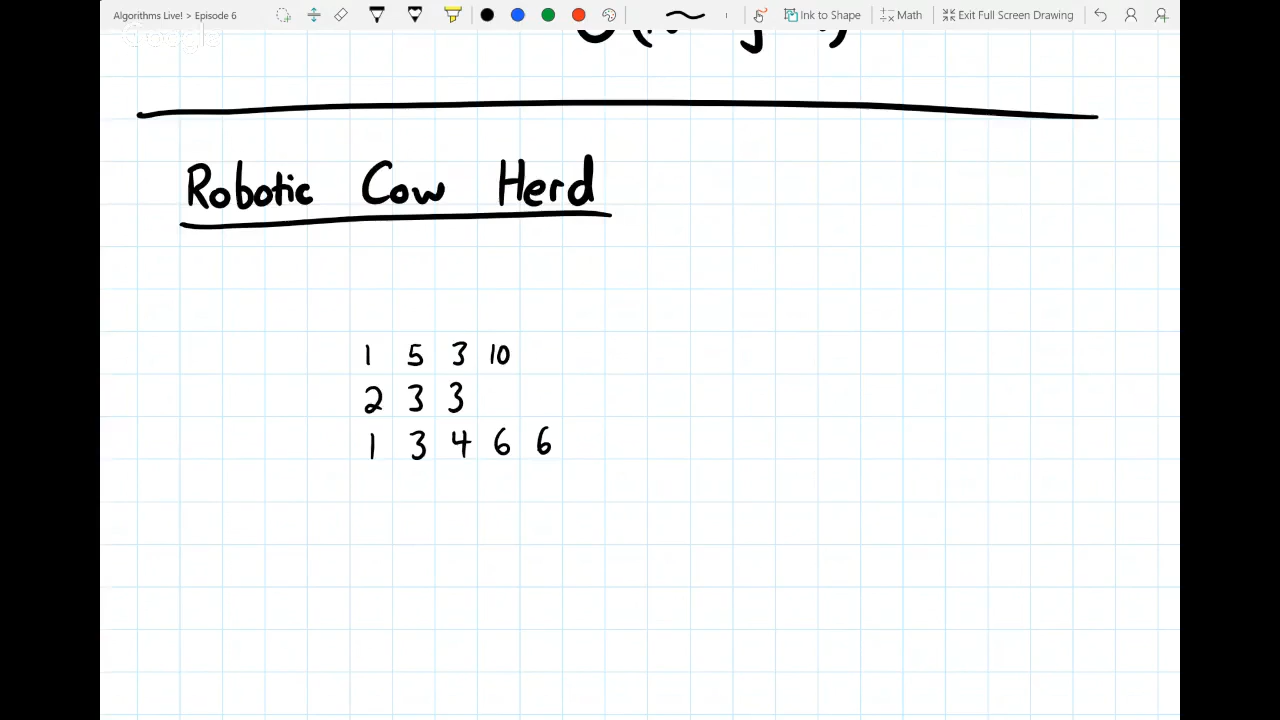 Algorithms Live! > Episode 6
Ink to Shape
Math
Exit Full Screen Drawing
Google
Robotic Cow Herd
1 5 3 10
2 3 3
1 3 4 6 6